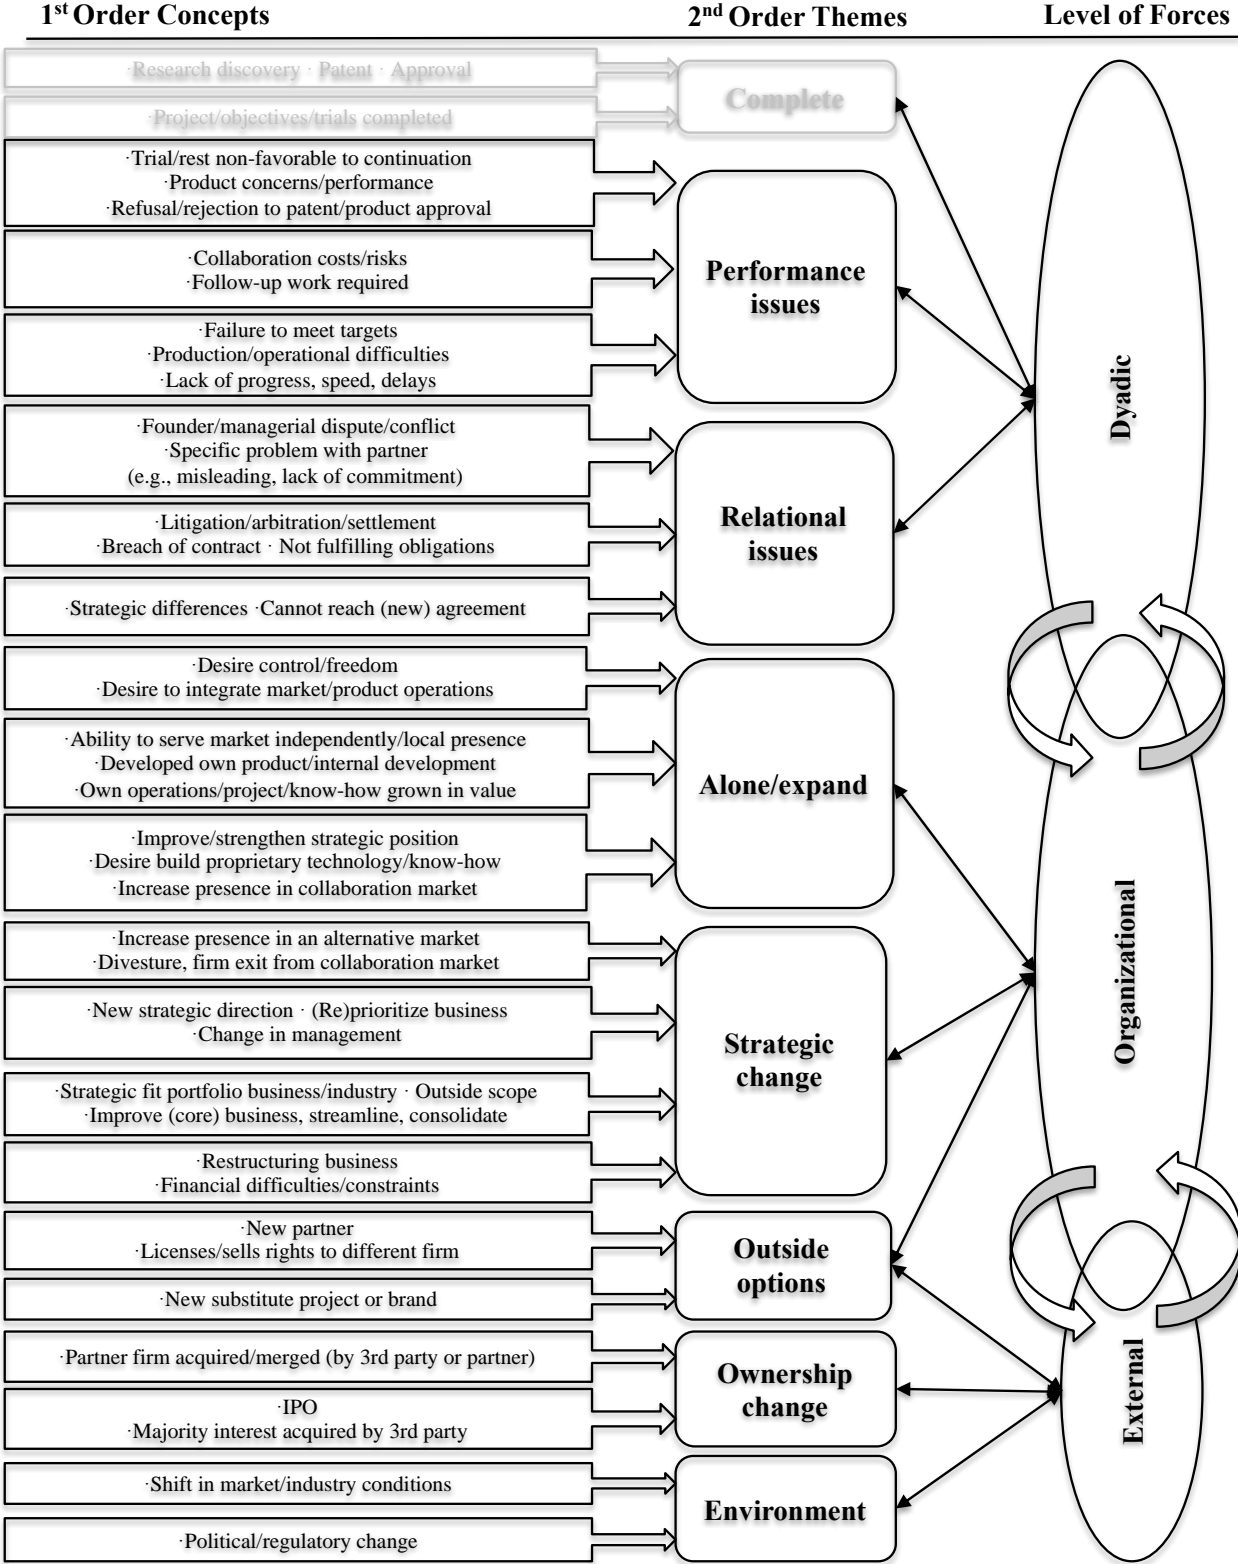 1st Order Concepts
2nd Order Themes
Level of Forces
·Research discovery · Patent · Approval
·Project/objectives/trials completed
Complete
·Trial/rest non-favorable to continuation
·Product concerns/performance
·Refusal/rejection to patent/product approval
·Collaboration costs/risks
·Follow-up work required
·Failure to meet targets
·Production/operational difficulties
·Lack of progress, speed, delays
Performance
issues
·Founder/managerial dispute/conflict
·Specific problem with partner
(e.g., misleading, lack of commitment)
·Litigation/arbitration/settlement
·Breach of contract · Not fulfilling obligations
·Strategic differences ·Cannot reach (new) agreement
Relational
issues
Dyadic
·Desire control/freedom
·Desire to integrate market/product operations
·Ability to serve market independently/local presence
·Developed own product/internal development
·Own operations/project/know-how grown in value
·Improve/strengthen strategic position
·Desire build proprietary technology/know-how
·Increase presence in collaboration market
Alone/expand
·Increase presence in an alternative market
·Divesture, firm exit from collaboration market
·New strategic direction · (Re)prioritize business
·Change in management
·Strategic fit portfolio business/industry · Outside scope
·Improve (core) business, streamline, consolidate
·Restructuring business
·Financial difficulties/constraints
Strategic
change
Organizational
·New partner
·Licenses/sells rights to different firm
·New substitute project or brand
Outside
options
·Partner firm acquired/merged (by 3rd party or partner)
·IPO
·Majority interest acquired by 3rd party
Ownership
change
·Shift in market/industry conditions
·Political/regulatory change
Environment
External